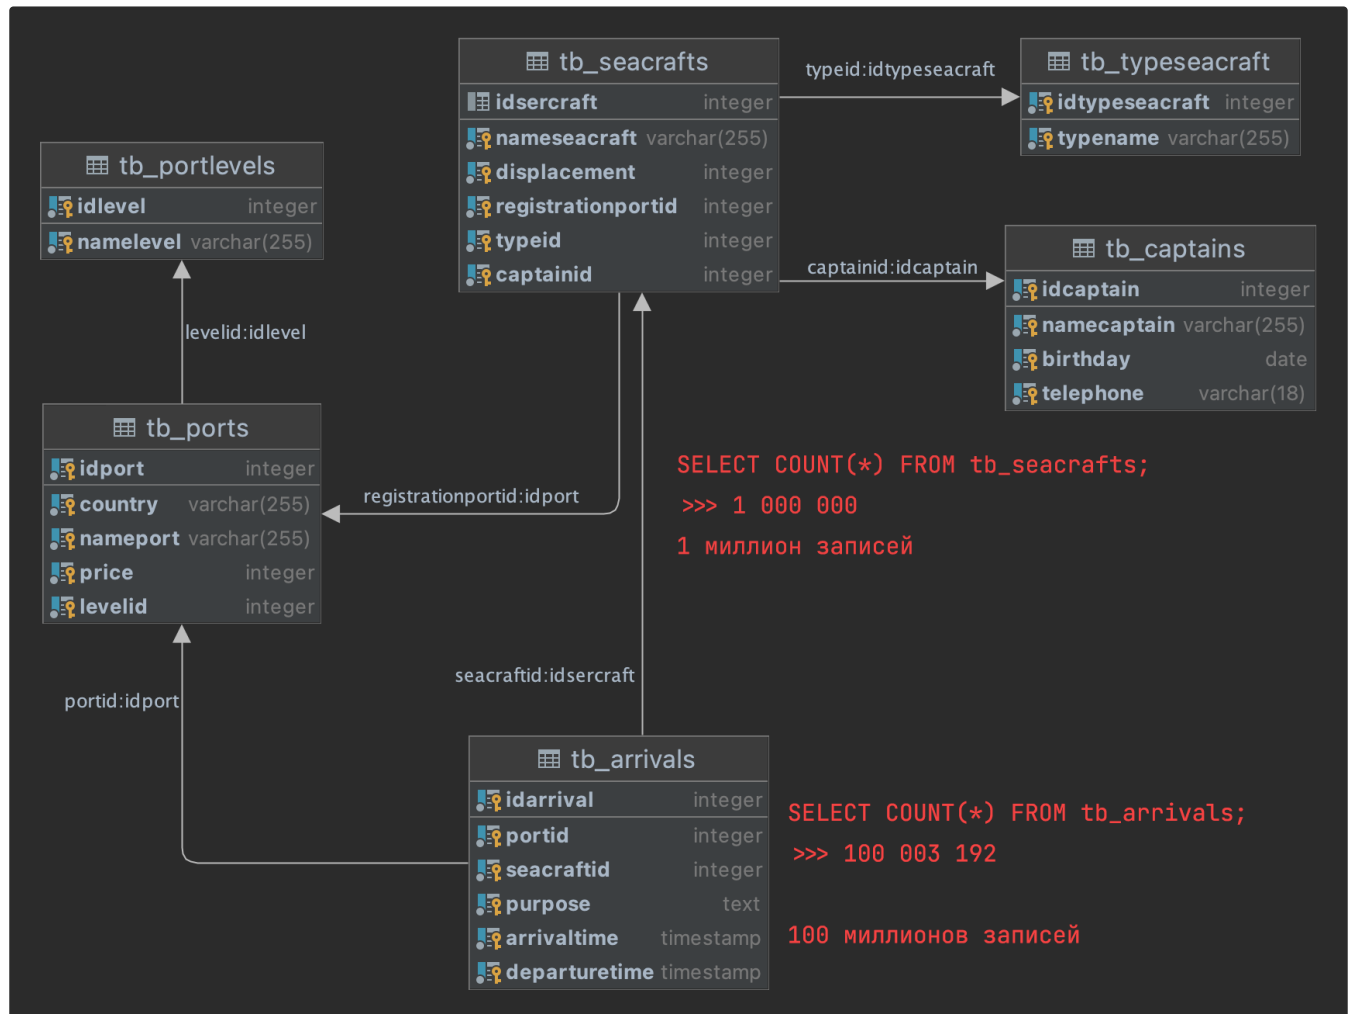 tb_seacrafts
idsercraft integer
nameseacraft varchar(255)
displacement integer
registrationportid integer
typeid integer
captainid integer
typeid:idtypeseacraft
tb_typeseacraft
idtypeseacraft integer
typename varchar(255)
tb_portlevels
idlevel integer
namelevel varchar(255)
captainid:idcaptain
tb_captains
idcaptain integer
namecaptain varchar(255)
birthday date
telephone varchar(18)
levelid:idlevel
tb_ports
idport integer
country varchar(255)
nameport varchar(255)
price integer
levelid integer
registrationportid:idport
SELECT COUNT(*) FROM tb_seacrafts;
>>> 1 000 000
1 миллион записей
seacraftid:idsercraft
portid:idport
tb_arrivals
idarrival integer
portid integer
seacraftid integer
purpose text
arrivaltime timestamp
departuretime timestamp
SELECT COUNT(*) FROM tb_arrivals;
>>> 100 003 192
100 миллионов записей